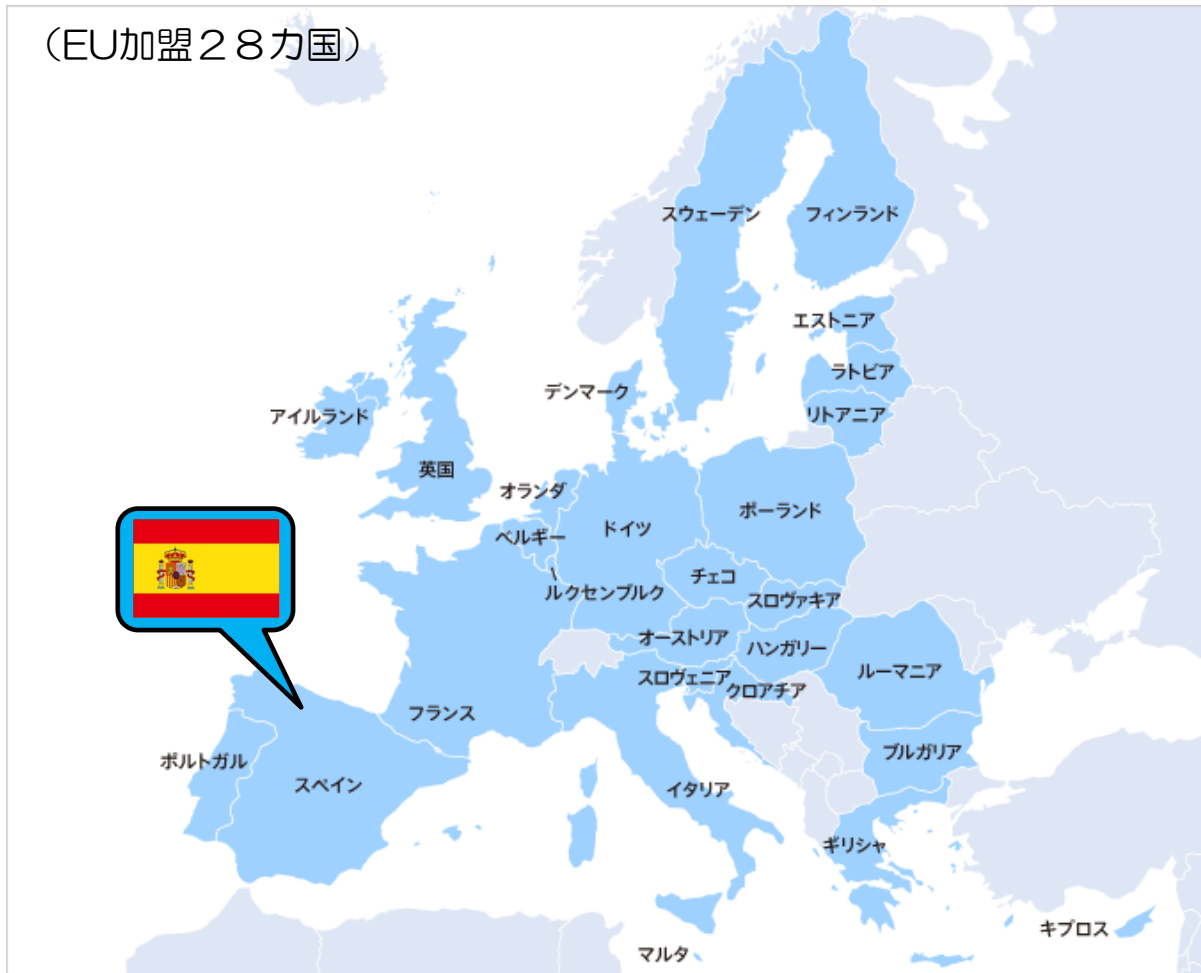 （EU加盟２８カ国）
スウェーデン
フィンランド
エストニア
ラトビア
リトアニア
デンマーク
アイルランド
英国
オランダ
ベルギー
ドイツ
ポーランド
ルクセンブルク
チェコ
スロヴァキア
オーストリア
ハンガリー
スロヴェニア
クロアチア
ルーマニア
フランス
ブルガリア
ポルトガル
スペイン
イタリア
ギリシャ
キプロス
マルタ